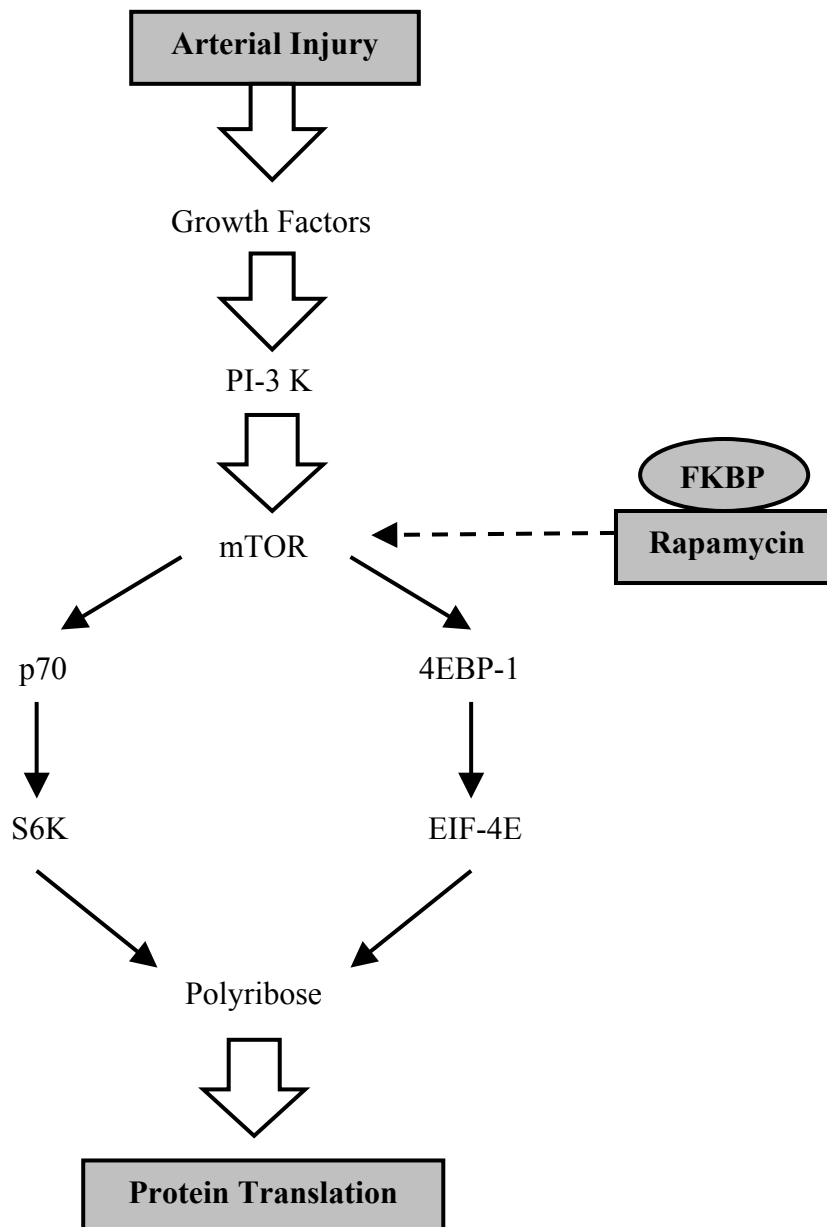 Arterial Injury
Growth Factors
PI-3 K
FKBP
Rapamycin
mTOR
p70
4EBP-1
S6K
EIF-4E
Polyribose
Protein Translation